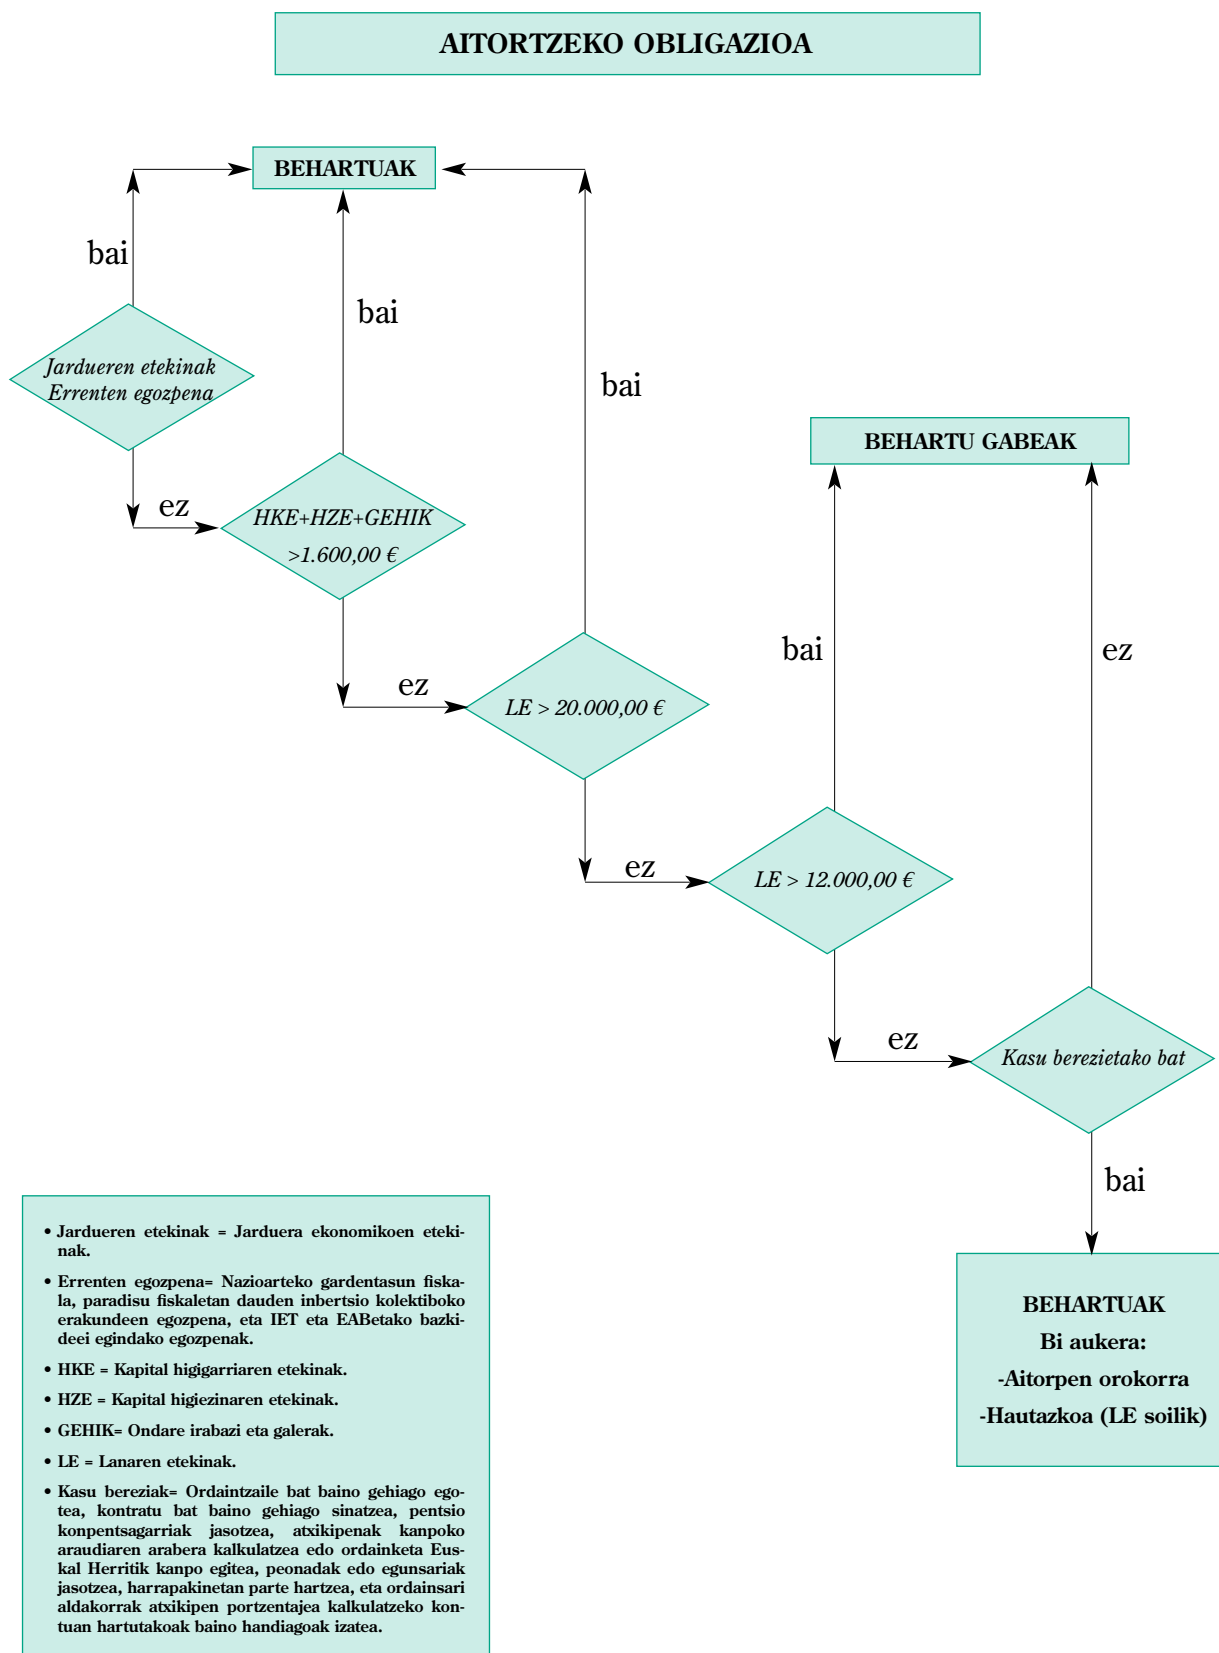 AITORTZEKO OBLIGAZIOA
BEHARTUAK
bai
bai
bai
Jardueren etekinak
Errenten egozpena
ez
HKE+HZE+GEHIK
>1.600,00 €
BEHARTU GABEAK
bai
ez
ez
LE > 20.000,00 €
ez
LE > 12.000,00 €
ez
Kasu berezietako bat
bai
BEHARTUAK
Bi aukera:
-Aitorpen orokorra
-Hautazkoa (LE soilik)
• Jardueren etekinak = Jarduera ekonomikoen eteki-
nak.
• Errenten egozpena= Nazioarteko gardentasun fiska-
la, paradisu fiskaletan dauden inbertsio kolektiboko
erakundeen egozpena, eta IET eta EABetako bazki-
deei egindako egozpenak.
• HKE = Kapital higigarriaren etekinak.
• HZE = Kapital higiezinaren etekinak.
• GEHIK= Ondare irabazi eta galerak.
• LE = Lanaren etekinak.
• Kasu bereziak= Ordaintzaile bat baino gehiago ego-
tea, kontratu bat baino gehiago sinatzea, pentsio
konpentsagarriak jasotzea, atxikipenak kanpoko
araudiaren arabera kalkulatzea edo ordainketa Eus-
kal Herritik kanpo egitea, peonadak edo egunsariak
jasotzea, harrapakinetan parte hartzea, eta ordainsari
aldakorrak atxikipen portzentajea kalkulatzeko kon-
tuan hartutakoak baino handiagoak izatea.